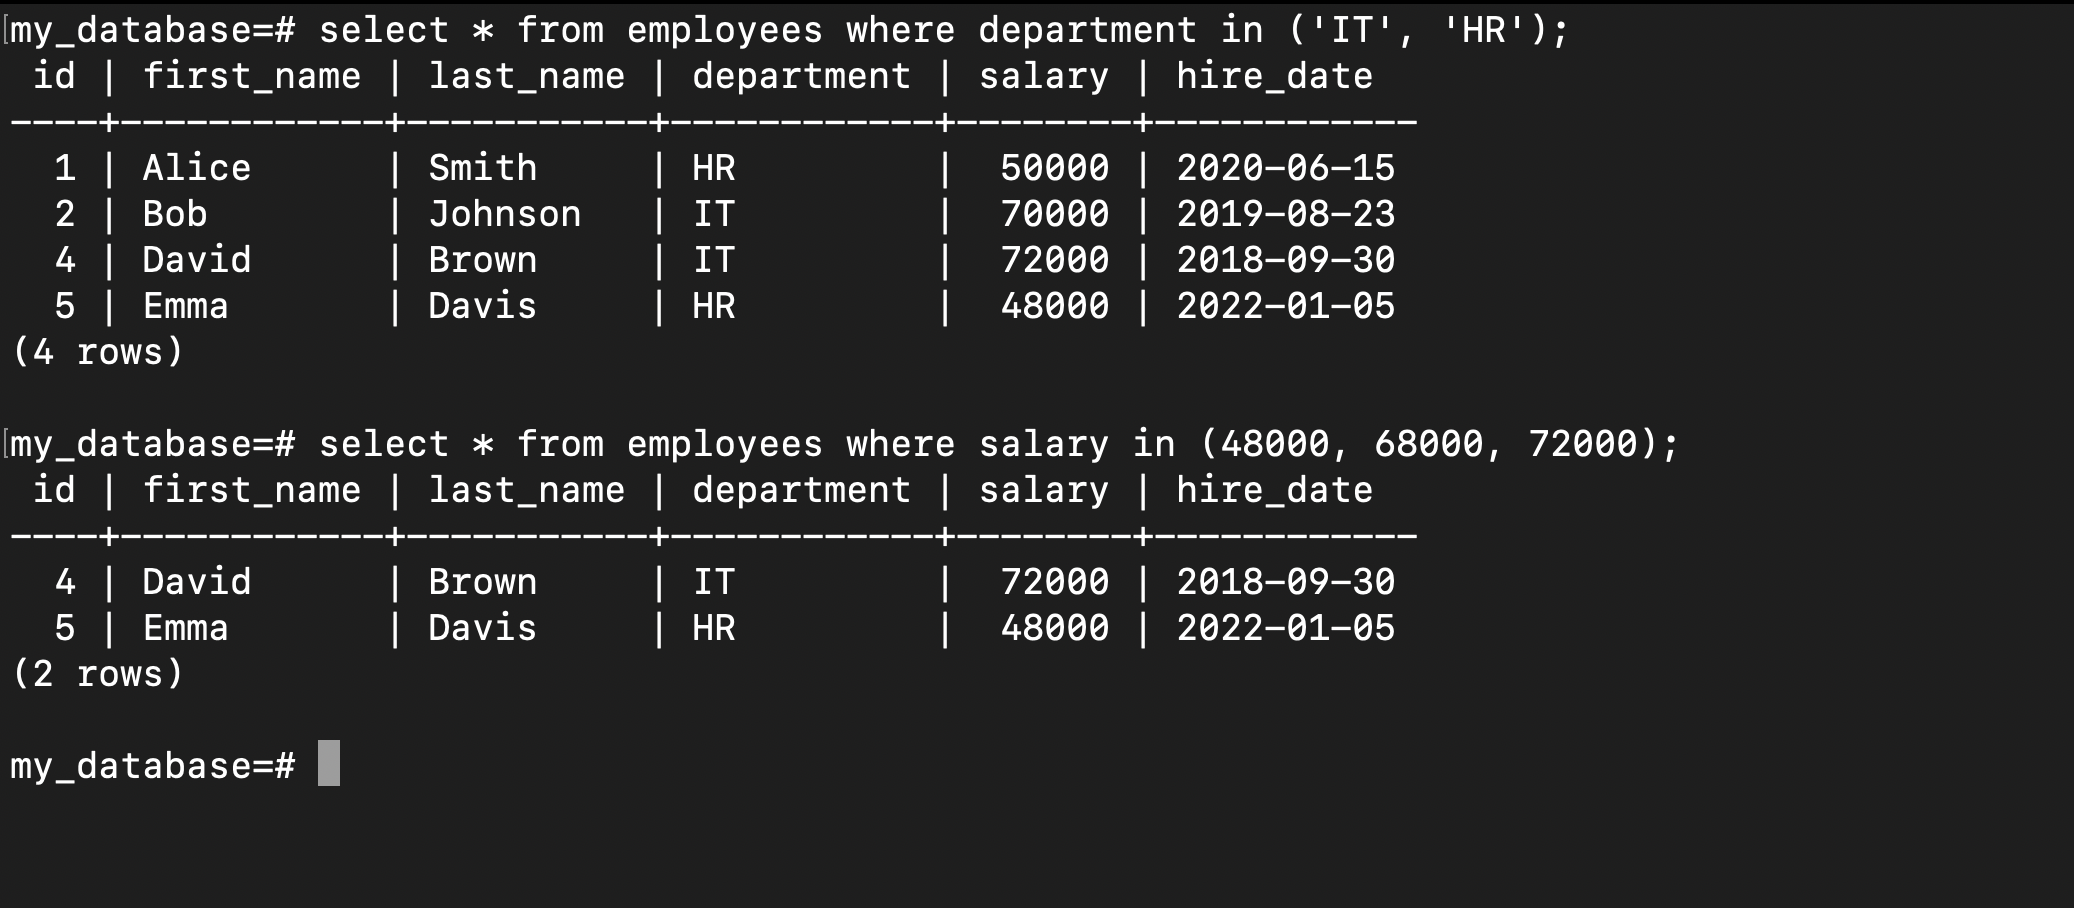 [my_database=# select * from employees where department in ('IT', 'HR');
 id | first_name | last_name | department | salary | hire_date
----+------------+-----------+------------+--------+------------
  1 | Alice      | Smith     | HR         |  50000 | 2020-06-15
  2 | Bob        | Johnson   | IT         |  70000 | 2019-08-23
  4 | David      | Brown     | IT         |  72000 | 2018-09-30
  5 | Emma       | Davis     | HR         |  48000 | 2022-01-05
(4 rows)

[my_database=# select * from employees where salary in (48000, 68000, 72000);
 id | first_name | last_name | department | salary | hire_date
----+------------+-----------+------------+--------+------------
  4 | David      | Brown     | IT         |  72000 | 2018-09-30
  5 | Emma       | Davis     | HR         |  48000 | 2022-01-05
(2 rows)

my_database=#